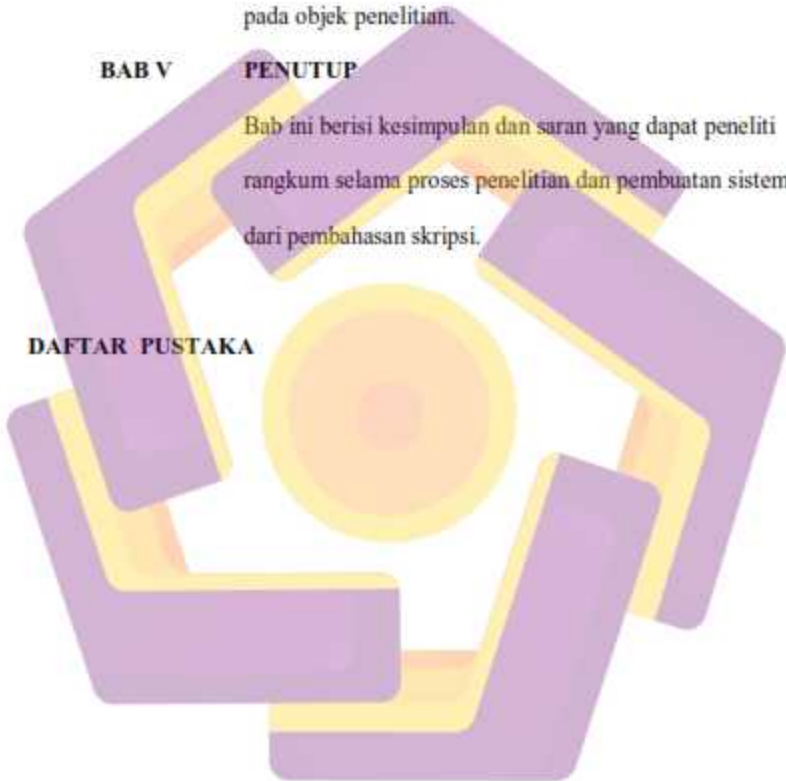 pada objek penelitian.
BAB V PENUTUP
Bab ini berisi kesimpulan dan saran yang dapat peneliti
rangkum selama proses penelitian dan pembuatan sistem
dari pembahasan skripsi.
DAFTAR PUSTAKA